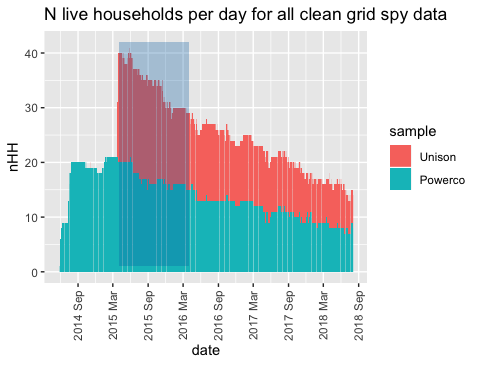 N live households per day for all clean grid spy data
nHH
40
30
20
10
0
2014 Sep
2015 Mar
2015 Sep
2016 Mar
2016 Sep
2017 Mar
2017 Sep
2018 Mar
2018 Sep
date
sample
Unison
Powerco